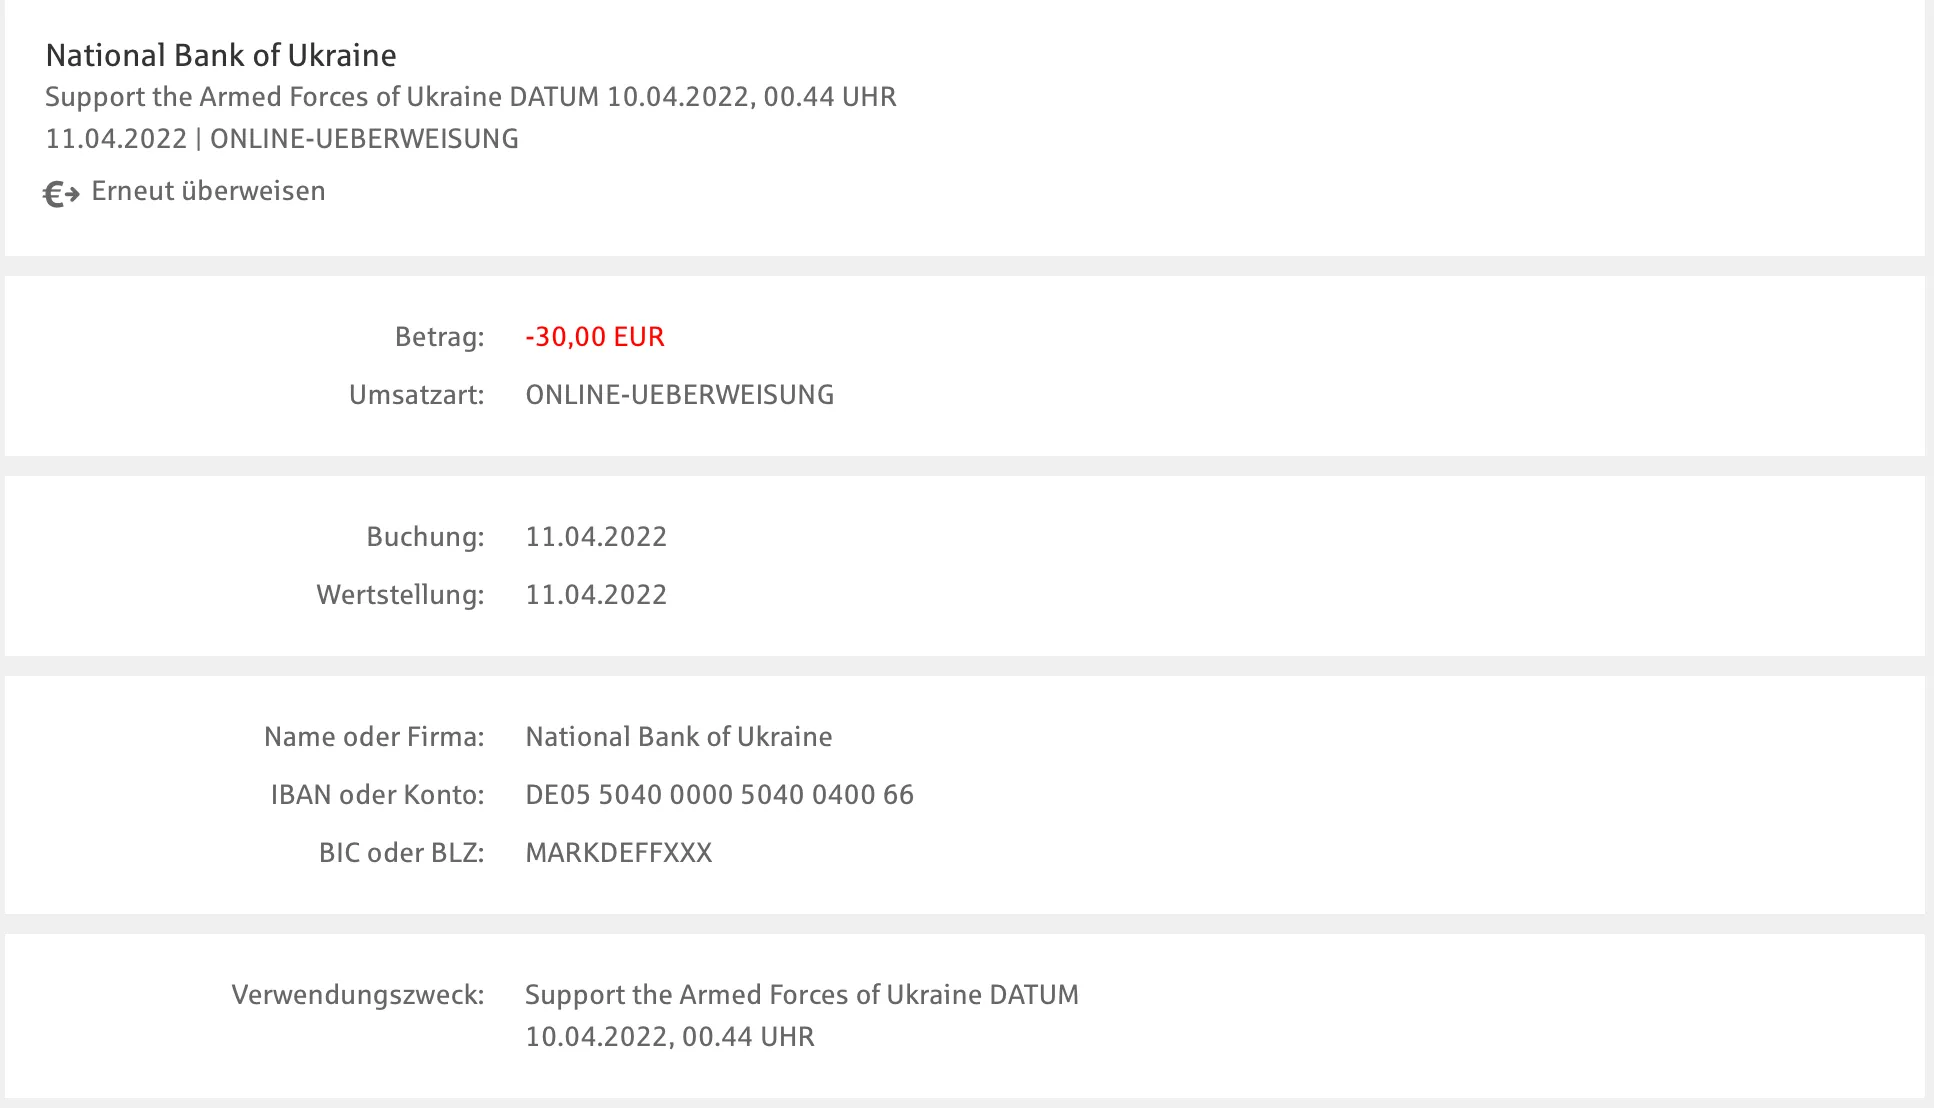 National Bank of Ukraine
Support the Armed Forces of Ukraine DATUM 10.04.2022, 00.44 UHR
11.04.2022 | ONLINE-UEBERWEISUNG
€→ Erneut überweisen
Betrag: -30,00 EUR
Umsatzart: ONLINE-UEBERWEISUNG
Buchung: 11.04.2022
Wertstellung: 11.04.2022
Name oder Firma: National Bank of Ukraine
IBAN oder Konto: DE05 5040 0000 5040 0400 66
BIC oder BLZ: MARKDEFFXXX
Verwendungszweck: Support the Armed Forces of Ukraine DATUM
10.04.2022, 00.44 UHR